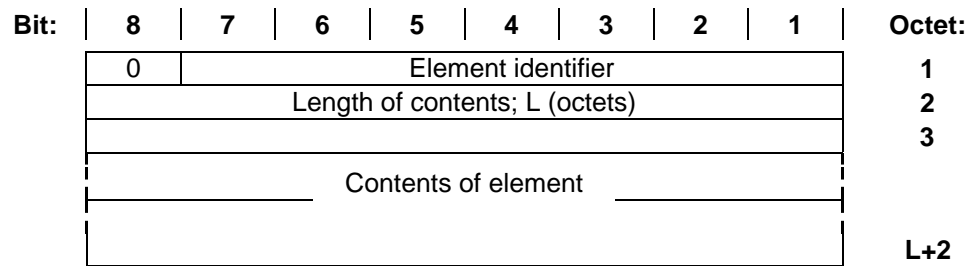 Bit: 8 7 6 5 4 3 2 1 Octet:
0 Element identifier 1
Length of contents; L (octets) 2
3
Contents of element
L+2